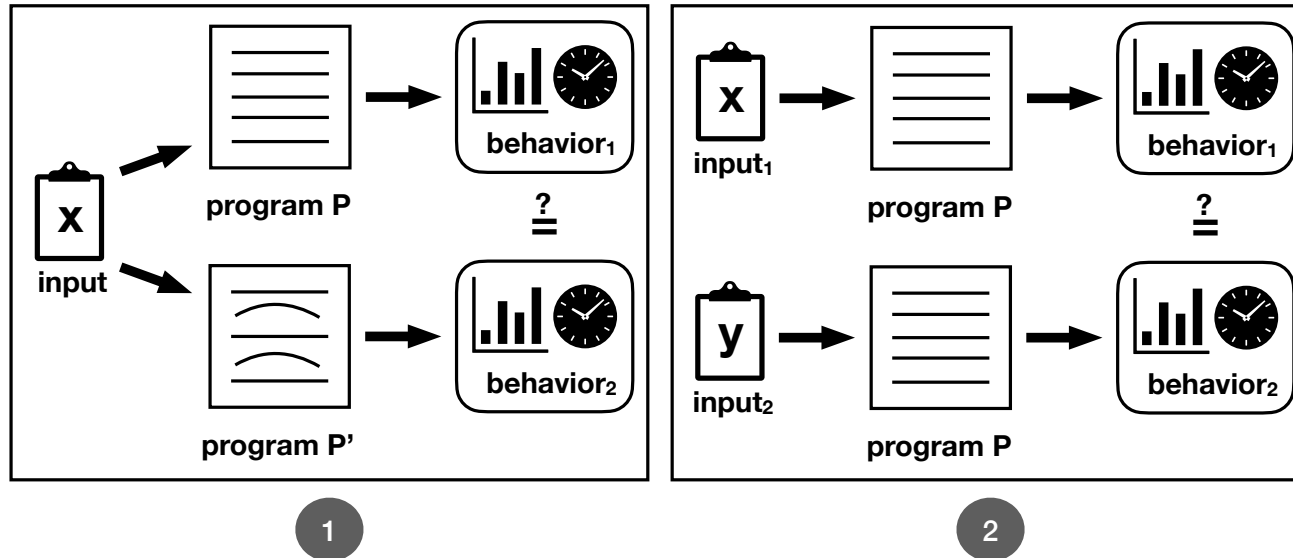 x
input
program P
behavior₁
?
=
program P’
behavior₂
1
x
input₁
program P
behavior₁
?
=
y
input₂
program P
behavior₂
2